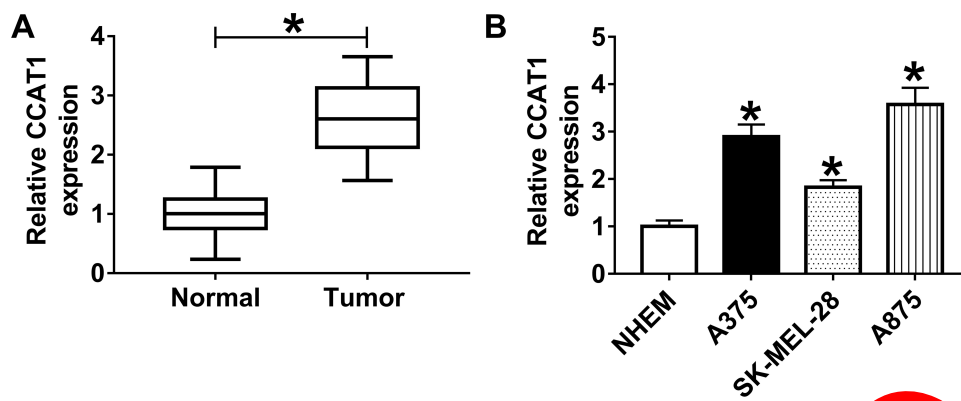 A
Relative CCAT1
expression
4
3
2
1
0
*
Normal
Tumor
B
Relative CCAT1
expression
5
4
3
2
1
0
*
*
*
NHEM
A375
SK-MEL-28
A875